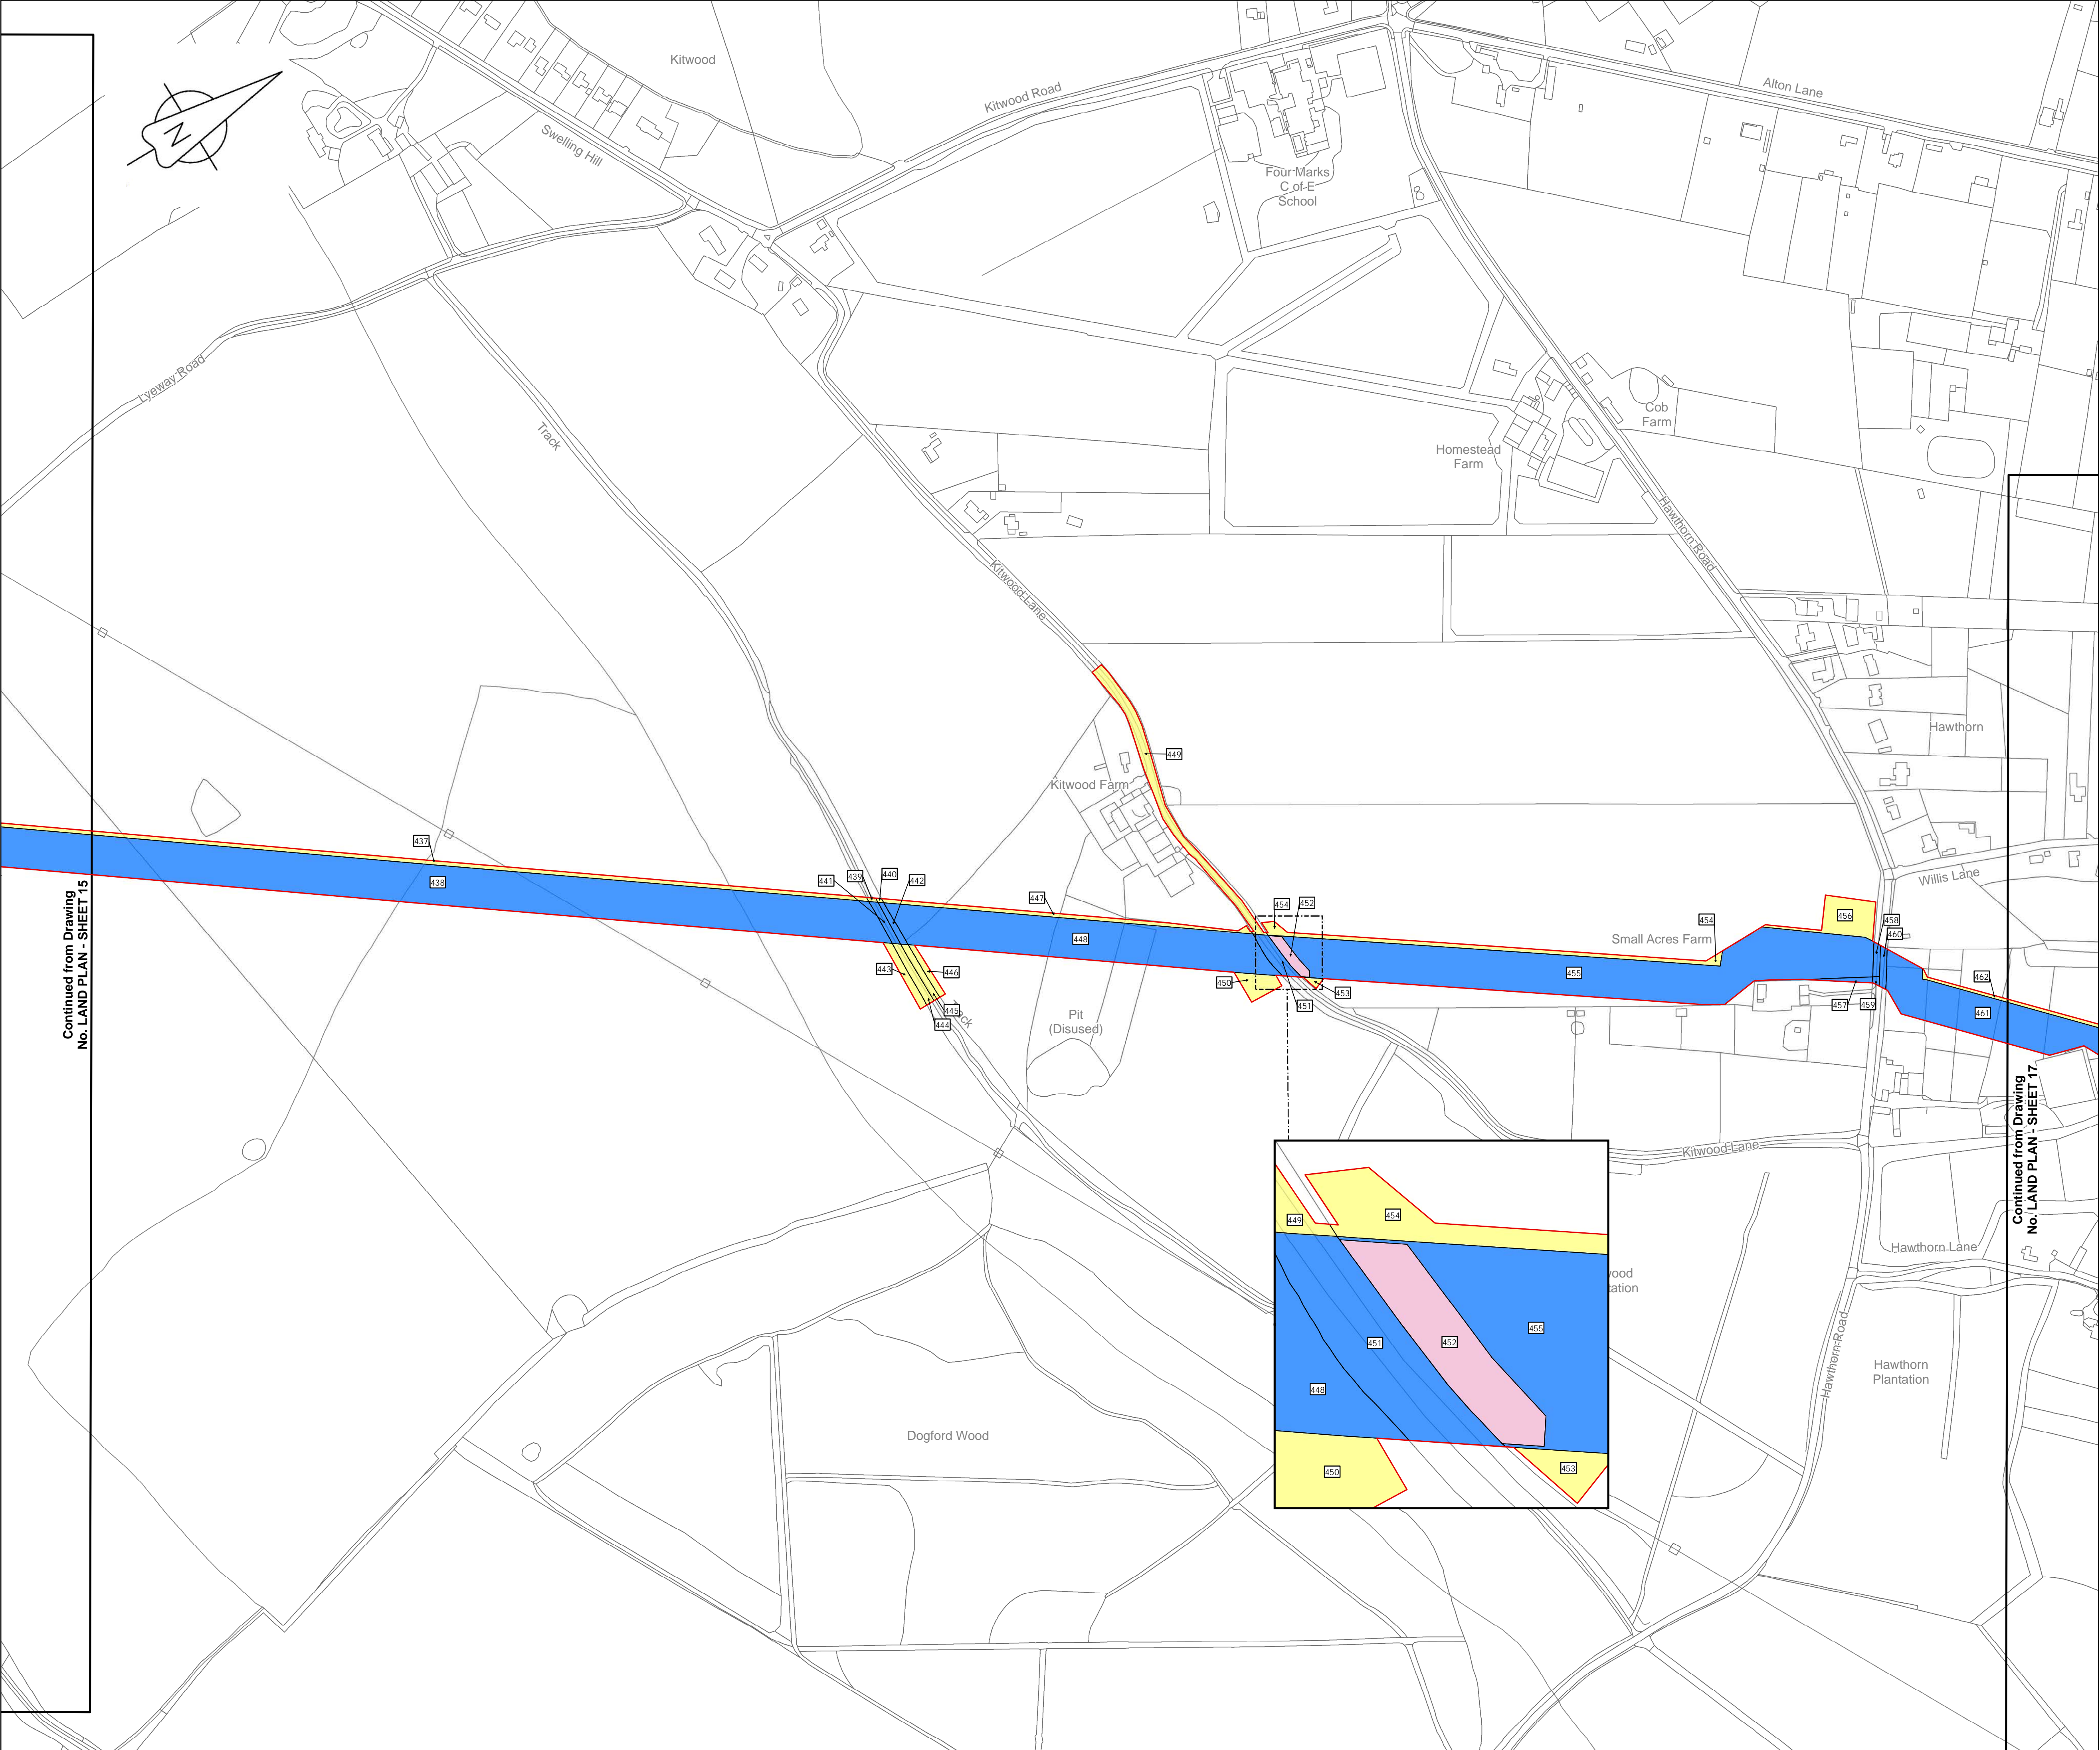 Kitwood
Kitwood Road
Alton Lane
Swelling Hill
Four Marks
C of E
School
N
Lyeway Road
Track
Cob
Farm
Homestead
Farm
Hawthorn Road
Kitwood Lane
Hawthorn
449
Kitwood Farm
437
438
Willis Lane
441
439
440
442
447
448
454
452
454
456
458
460
Small Acres Farm
455
443
446
450
453
451
445
444
462
457
459
461
Continued from Drawing
No. LAND PLAN - SHEET 15
Pit
(Disused)
Kitwood Lane
Continued from Drawing
No. LAND PLAN - SHEET 17
449
454
451
452
455
448
450
453
Hawthorn Lane
Hawthorn Road
Hawthorn
Plantation
Dogford Wood